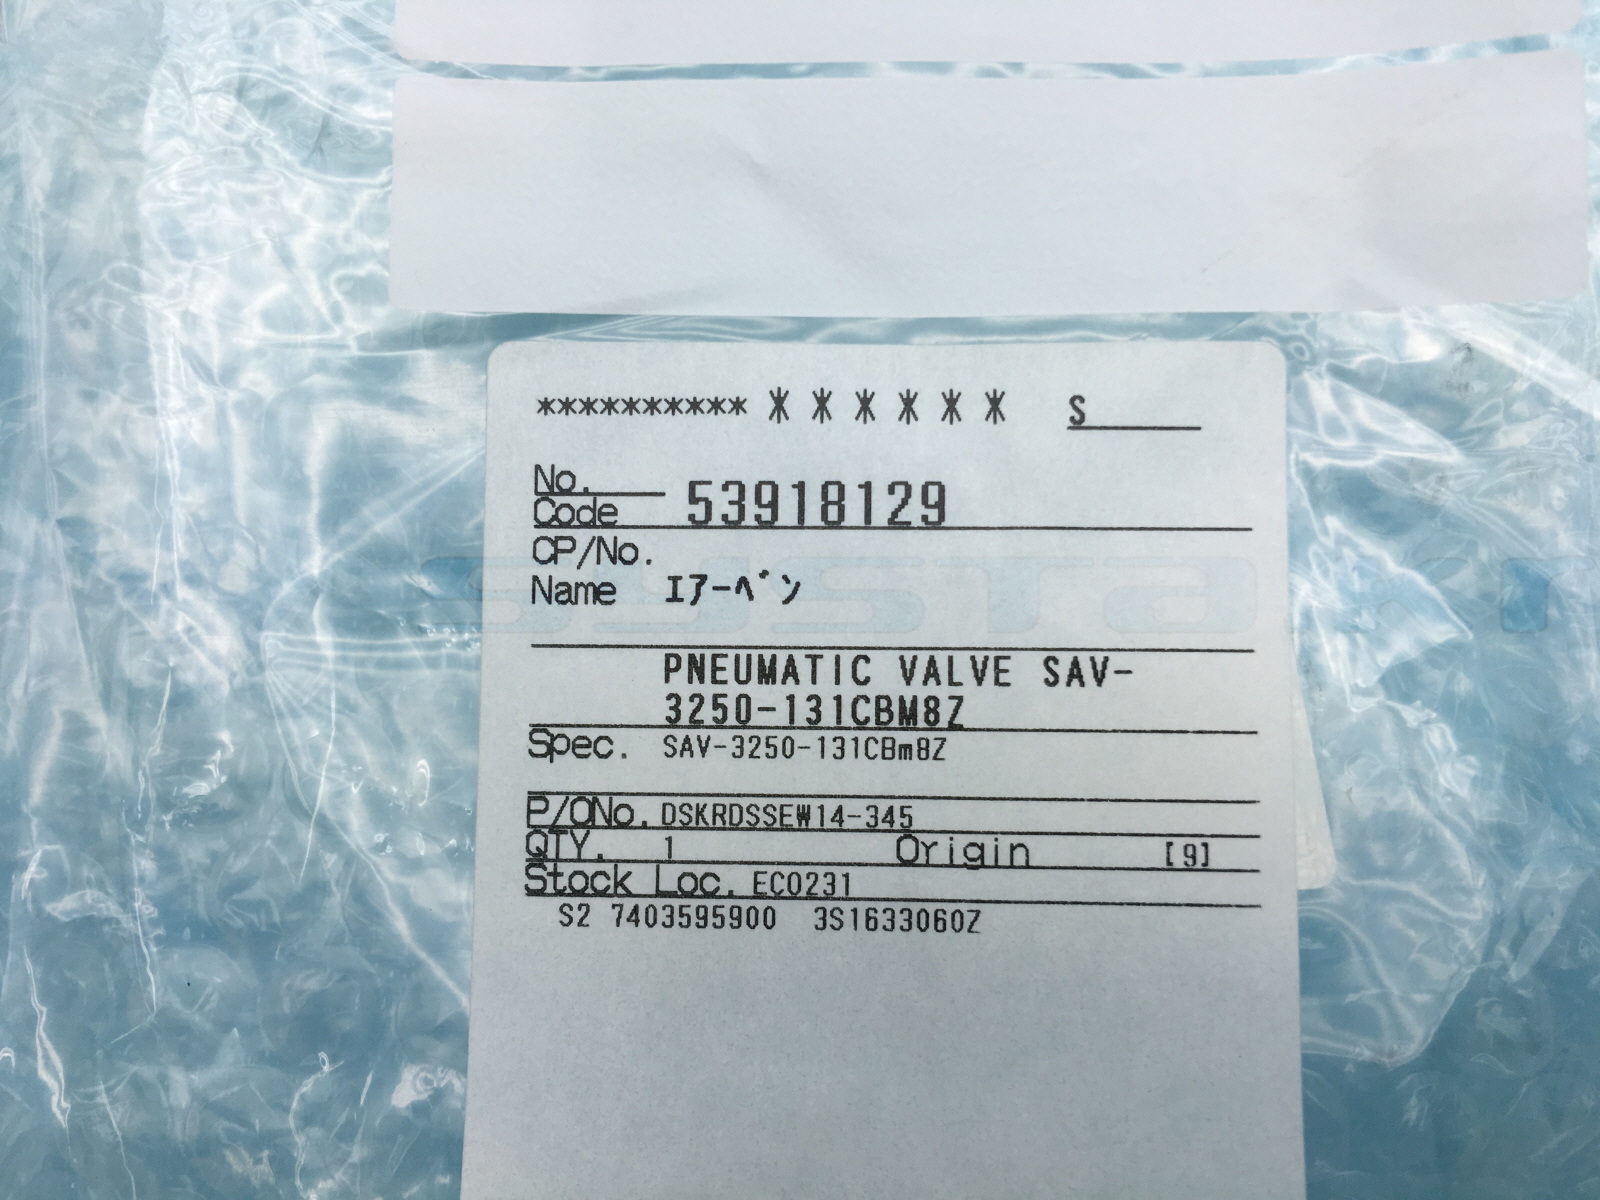 ********** ＊＊＊＊＊＊ S
No.
Code 53918129
CP/No.
Name ｴｱｰﾍﾞﾝ
PNEUMATIC VALVE SAV-
3250-131CBM8Z
Spec. SAV-3250-131CBm8Z
P/ONo. DSKRDSSEW14-345
QTY. 1 Origin [9]
Stock Loc. EC0231
S2 7403595900 3S1633060Z